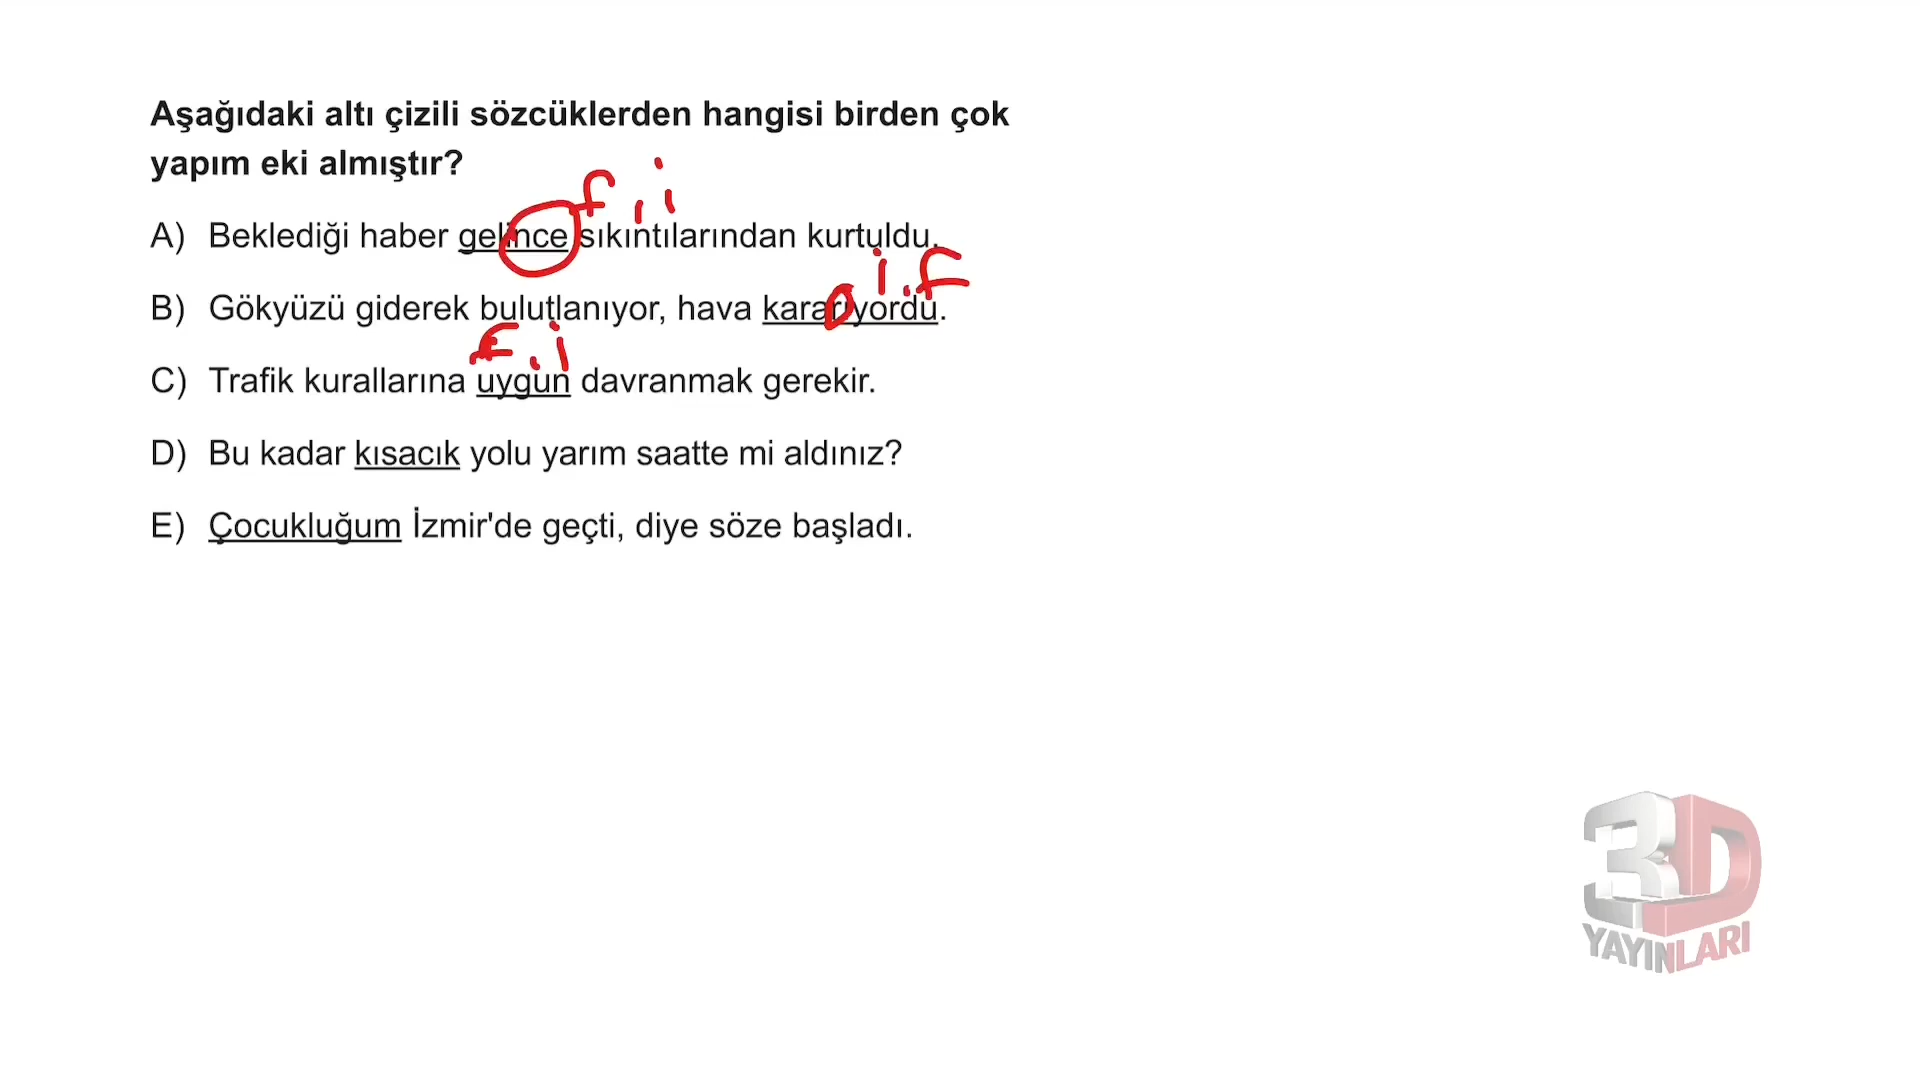 Aşağıdaki altı çizili sözcüklerden hangisi birden çok
yapım eki almıştır?
f.i
A) Beklediği haber gelince sıkıntılarından kurtuldu.
i.f
B) Gökyüzü giderek bulutlanıyor, hava kararıyordu.
f.i
C) Trafik kurallarına uygun davranmak gerekir.
D) Bu kadar kısacık yolu yarım saatte mi aldınız?
E) Çocukluğum İzmir'de geçti, diye söze başladı.
3D
YAYINLARI